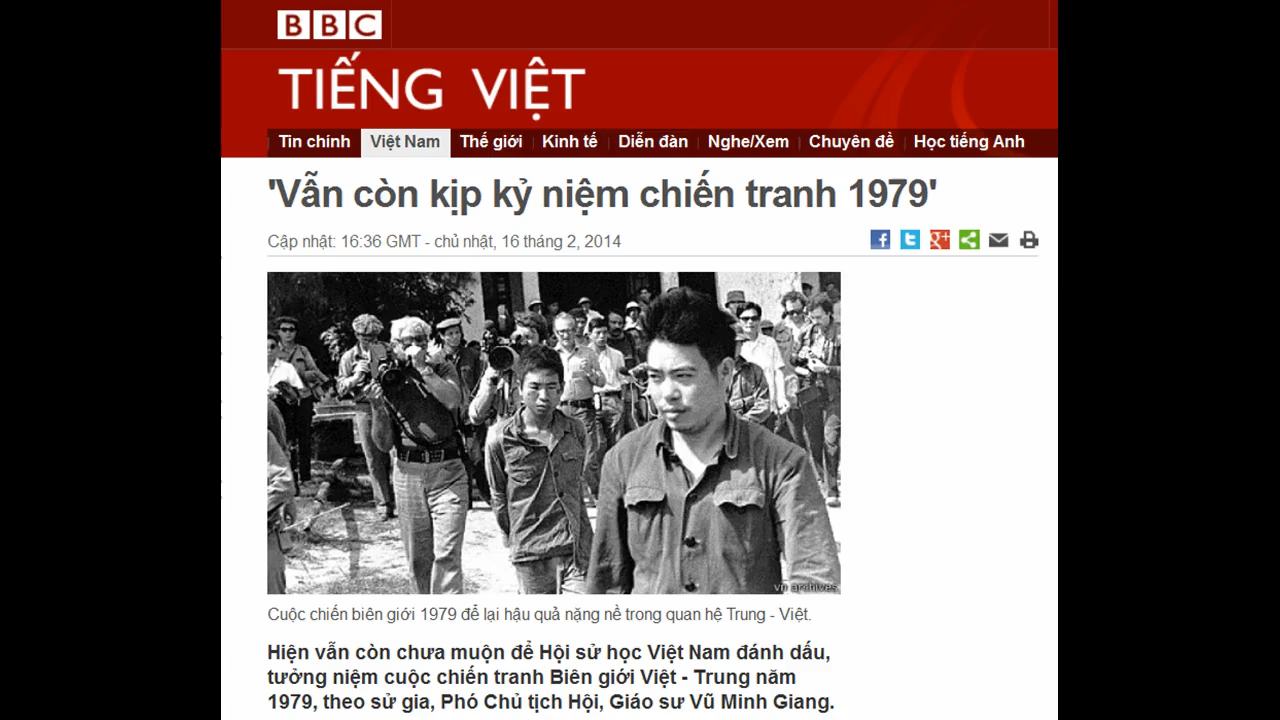 BBC
TIẾNG VIỆT
Tin chính Việt Nam Thế giới Kinh tế Diễn đàn Nghe/Xem Chuyên đề Học tiếng Anh
'Vẫn còn kịp kỷ niệm chiến tranh 1979'
Cập nhật: 16:36 GMT - chủ nhật, 16 tháng 2, 2014
vn archives
Cuộc chiến biên giới 1979 để lại hậu quả nặng nề trong quan hệ Trung - Việt.
Hiện vẫn còn chưa muộn để Hội sử học Việt Nam đánh dấu,
tưởng niệm cuộc chiến tranh Biên giới Việt - Trung năm
1979, theo sử gia, Phó Chủ tịch Hội, Giáo sư Vũ Minh Giang.